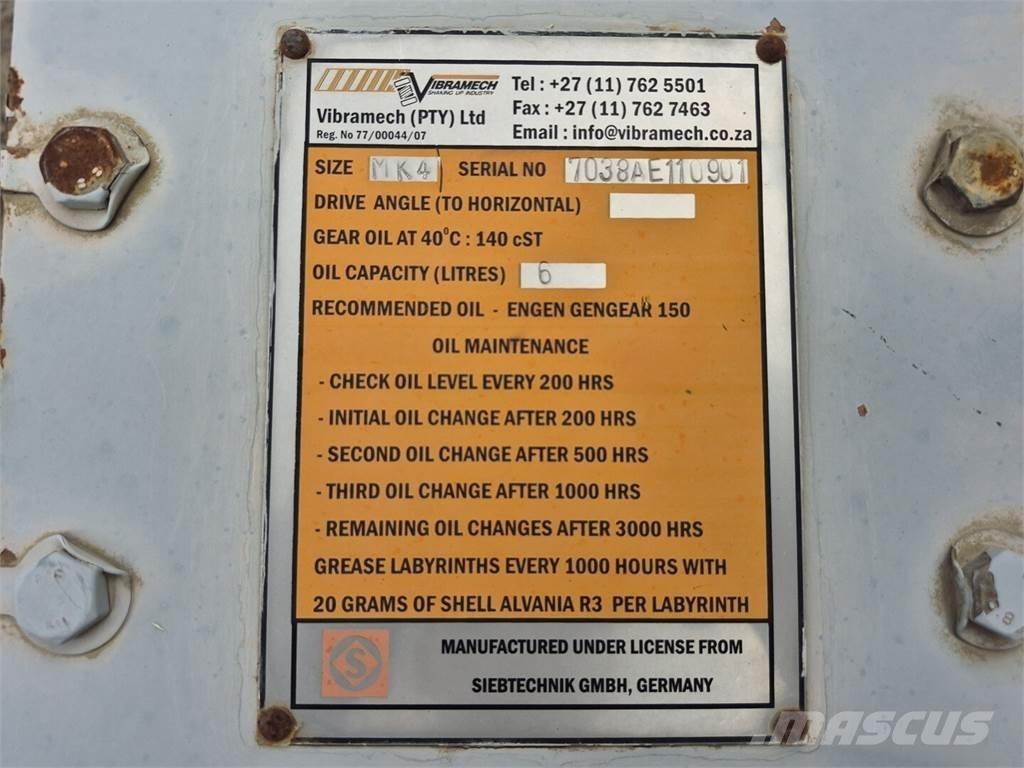 VIBRAMECH
SHAKING UP INDUSTRY
Vibramech (PTY) Ltd
Reg. No 77/00044/07
Tel : +27 (11) 762 5501
Fax : +27 (11) 762 7463
Email : info@vibramech.co.za
SIZE MK4 SERIAL NO 7038AE110901
DRIVE ANGLE (TO HORIZONTAL)
GEAR OIL AT 40°C : 140 cST
OIL CAPACITY (LITRES) 6
RECOMMENDED OIL - ENGEN GENGEAR 150
OIL MAINTENANCE
- CHECK OIL LEVEL EVERY 200 HRS
- INITIAL OIL CHANGE AFTER 200 HRS
- SECOND OIL CHANGE AFTER 500 HRS
- THIRD OIL CHANGE AFTER 1000 HRS
- REMAINING OIL CHANGES AFTER 3000 HRS
GREASE LABYRINTHS EVERY 1000 HOURS WITH
20 GRAMS OF SHELL ALVANIA R3 PER LABYRINTH
S
MANUFACTURED UNDER LICENSE FROM
SIEBTECHNIK GMBH, GERMANY
MASCUS